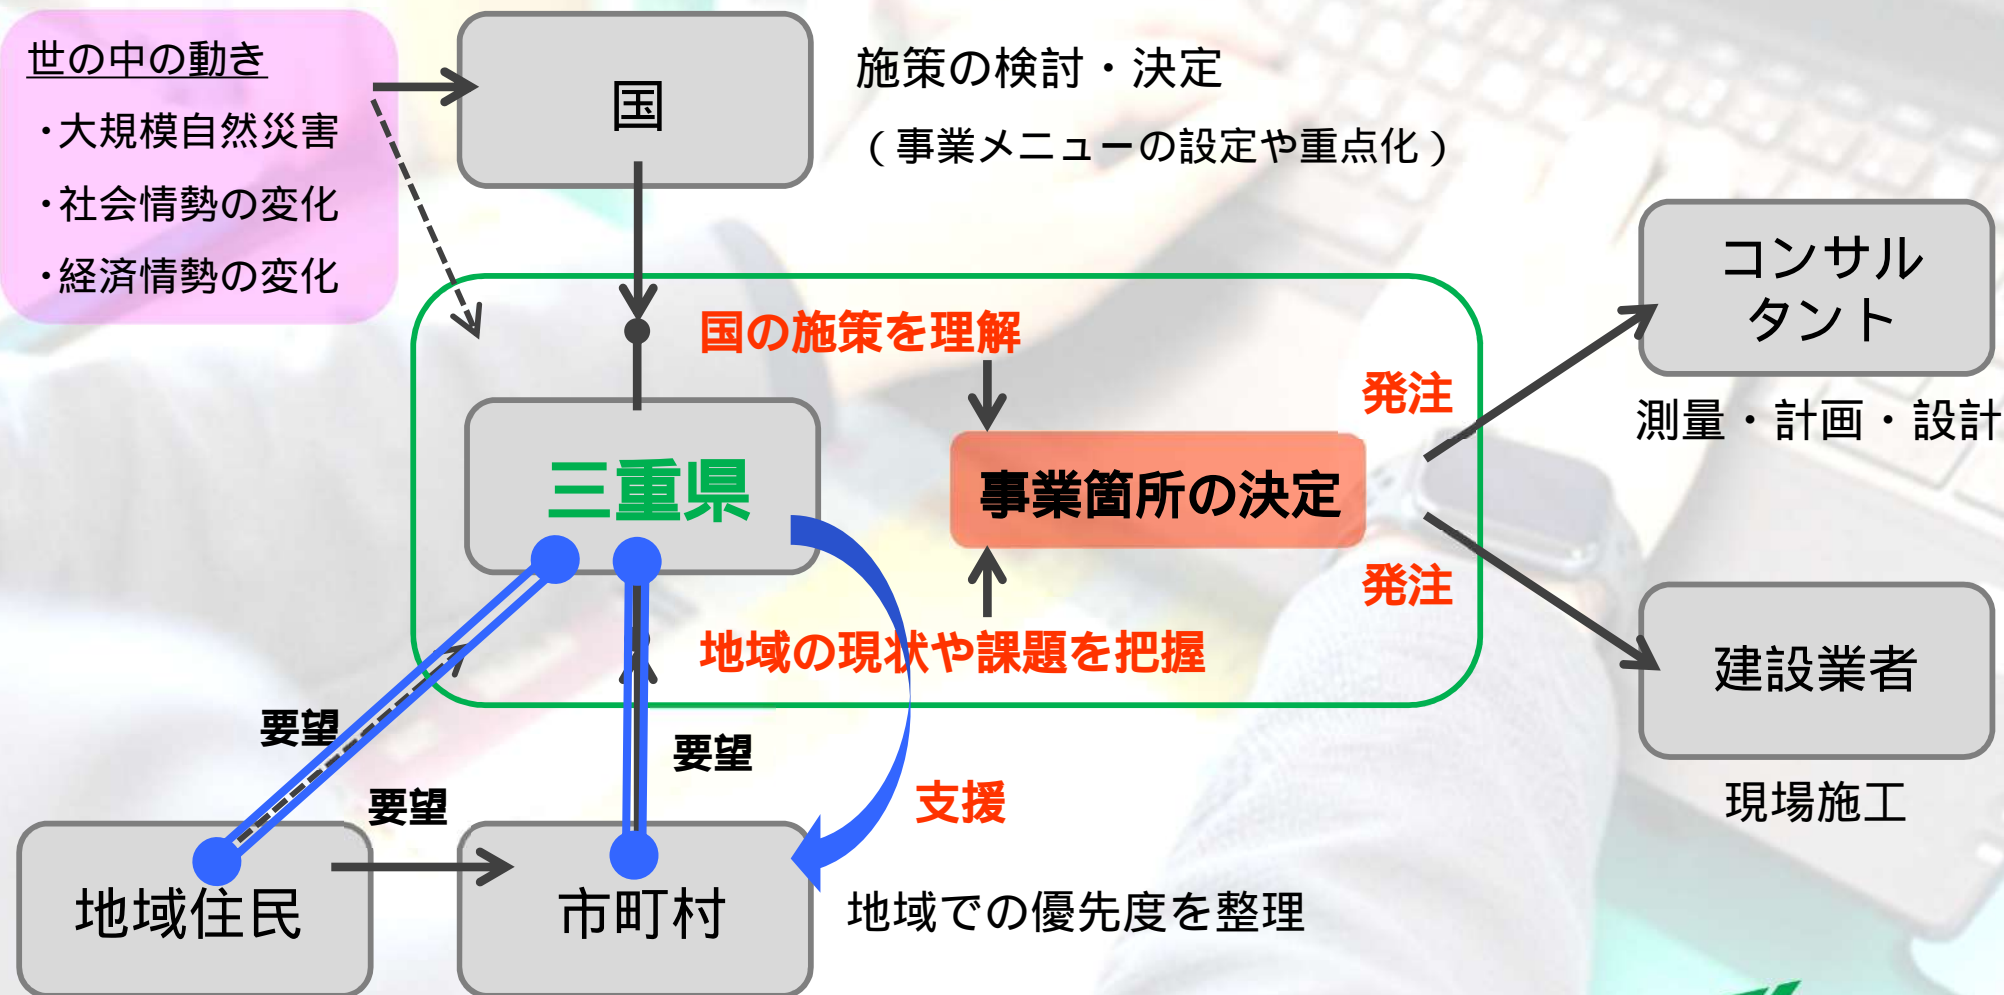 世の中の動き
・大規模自然災害
・社会情勢の変化
・経済情勢の変化
国
施策の検討・決定
(事業メニューの設定や重点化)
国の施策を理解
三重県
事業箇所の決定
地域の現状や課題を把握
発注
発注
コンサル
タント
測量・計画・設計
建設業者
現場施工
要望
要望
要望
支援
地域住民
市町村
地域での優先度を整理